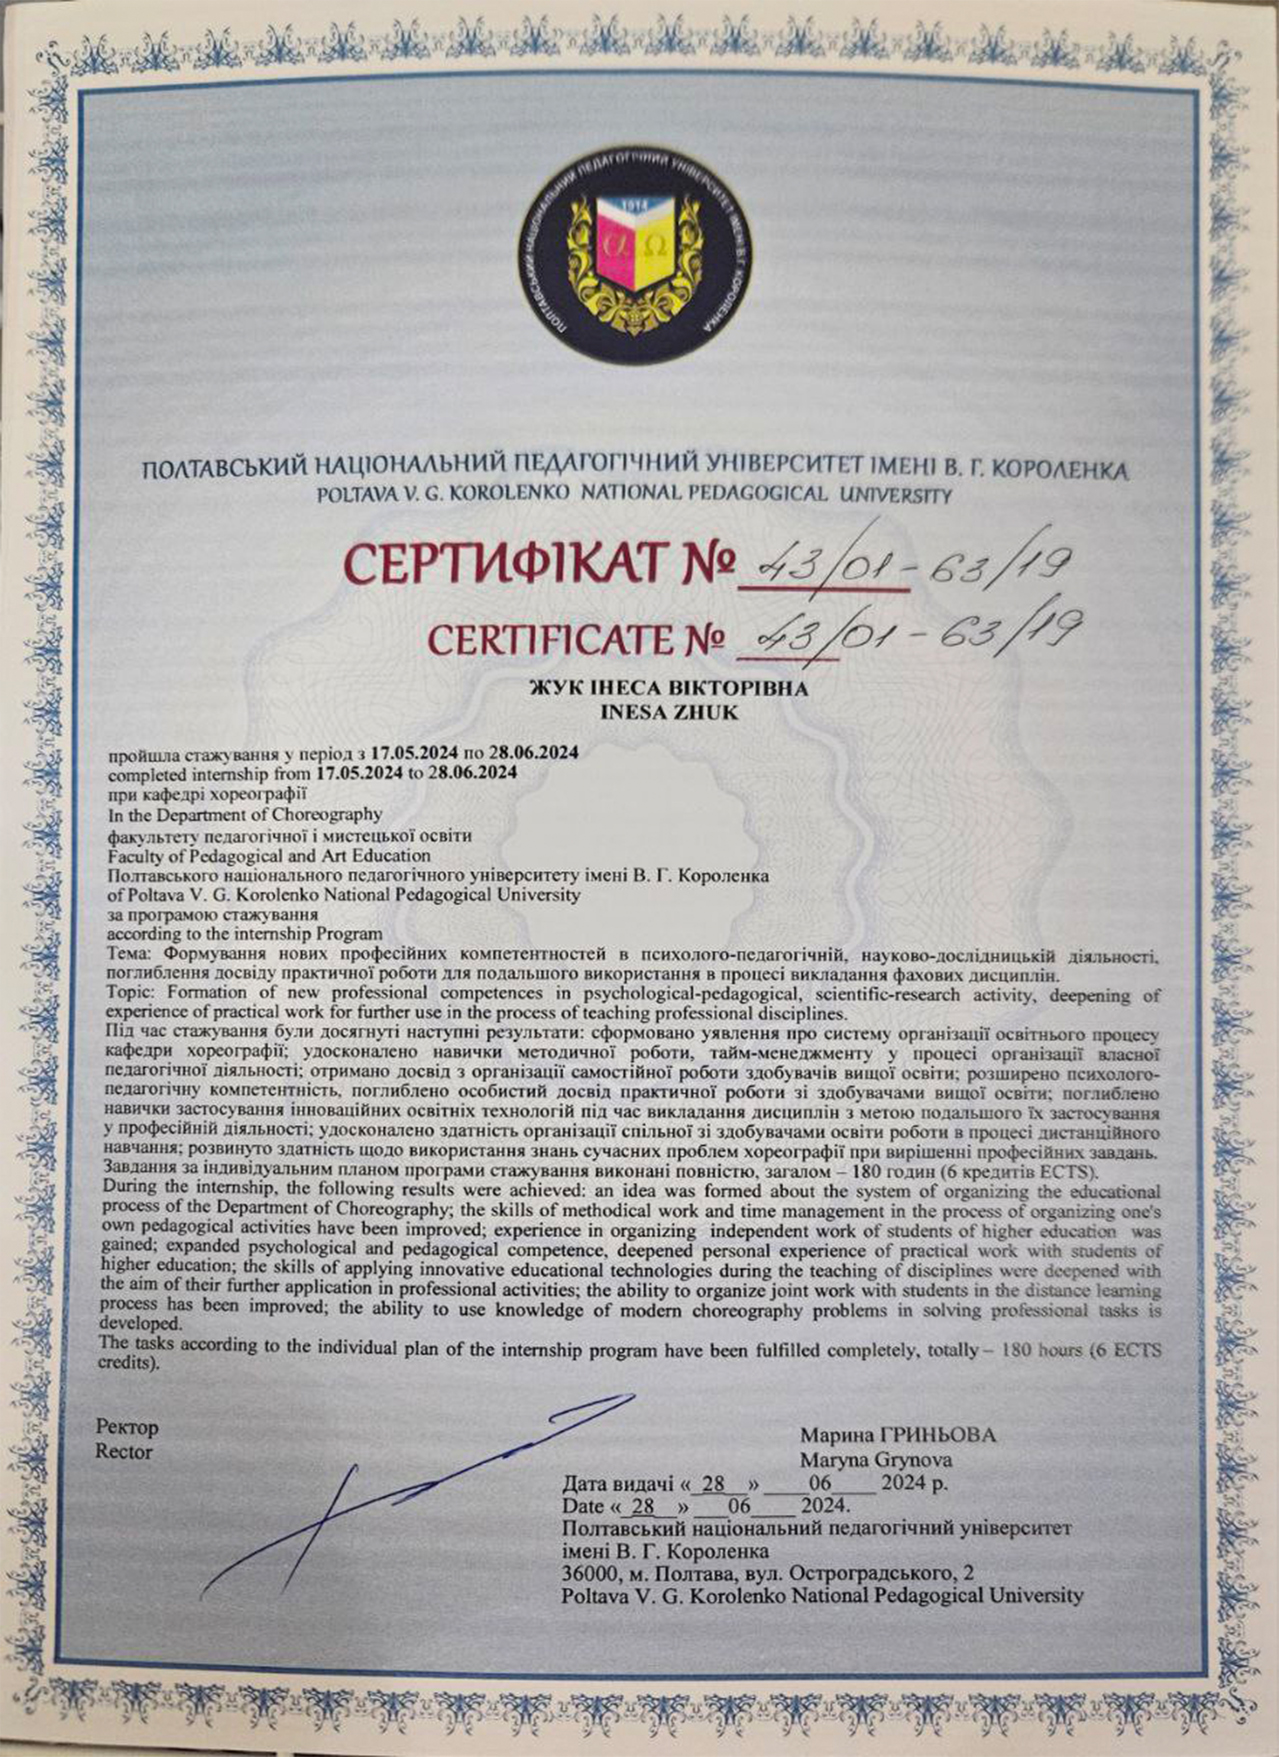 ПОЛТАВСЬКИЙ НАЦІОНАЛЬНИЙ ПЕДАГОГІЧНИЙ УНІВЕРСИТЕТ ІМЕНІ В. Г. КОРОЛЕНКА
1914
α Ω
ПОЛТАВСЬКИЙ НАЦІОНАЛЬНИЙ ПЕДАГОГІЧНИЙ УНІВЕРСИТЕТ ІМЕНІ В. Г. КОРОЛЕНКА
POLTAVA V. G. KOROLENKO NATIONAL PEDAGOGICAL UNIVERSITY
СЕРТИФІКАТ № 43/01-63/19
CERTIFICATE № 43/01-63/19
ЖУК ІНЕСА ВІКТОРІВНА
INESA ZHUK
пройшла стажування у період з 17.05.2024 по 28.06.2024
completed internship from 17.05.2024 to 28.06.2024
при кафедрі хореографії
In the Department of Choreography
факультету педагогічної і мистецької освіти
Faculty of Pedagogical and Art Education
Полтавського національного педагогічного університету імені В. Г. Короленка
of Poltava V. G. Korolenko National Pedagogical University
за програмою стажування
according to the internship Program
Тема: Формування нових професійних компетентностей в психолого-педагогічній, науково-дослідницькій діяльності,
поглиблення досвіду практичної роботи для подальшого використання в процесі викладання фахових дисциплін.
Topic: Formation of new professional competences in psychological-pedagogical, scientific-research activity, deepening of
experience of practical work for further use in the process of teaching professional disciplines.
Під час стажування були досягнуті наступні результати: сформовано уявлення про систему організації освітнього процесу
кафедри хореографії; удосконалено навички методичної роботи, тайм-менеджменту у процесі організації власної
педагогічної діяльності; отримано досвід з організації самостійної роботи здобувачів вищої освіти; розширено психолого-
педагогічну компетентність, поглиблено особистий досвід практичної роботи зі здобувачами вищої освіти; поглиблено
навички застосування інноваційних освітніх технологій під час викладання дисциплін з метою подальшого їх застосування
у професійній діяльності; удосконалено здатність організації спільної зі здобувачами освіти роботи в процесі дистанційного
навчання; розвинуто здатність щодо використання знань сучасних проблем хореографії при вирішенні професійних завдань.
Завдання за індивідуальним планом програми стажування виконані повністю, загалом – 180 годин (6 кредитів ECTS).
During the internship, the following results were achieved: an idea was formed about the system of organizing the educational
process of the Department of Choreography; the skills of methodical work and time management in the process of organizing one's
own pedagogical activities have been improved; experience in organizing independent work of students of higher education was
gained; expanded psychological and pedagogical competence, deepened personal experience of practical work with students of
higher education; the skills of applying innovative educational technologies during the teaching of disciplines were deepened with
the aim of their further application in professional activities; the ability to organize joint work with students in the distance learning
process has been improved; the ability to use knowledge of modern choreography problems in solving professional tasks is
developed.
The tasks according to the individual plan of the internship program have been fulfilled completely, totally – 180 hours (6 ECTS
credits).
Ректор
Rector
Марина ГРИНЬОВА
Maryna Grynova
Дата видачі «_28__» ____06____ 2024 р.
Date «_28__» ___06____ 2024.
Полтавський національний педагогічний університет
імені В. Г. Короленка
36000, м. Полтава, вул. Остроградського, 2
Poltava V. G. Korolenko National Pedagogical University